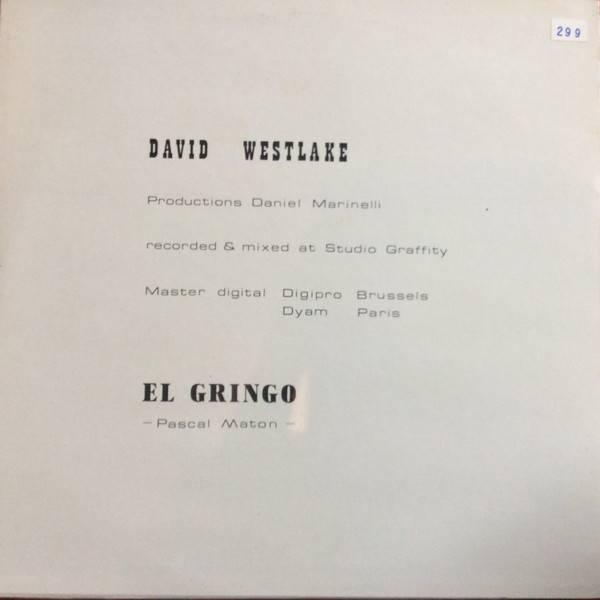 299
DAVID WESTLAKE
Productions Daniel Marinelli
recorded & mixed at Studio Graffity
Master digital Digipro Brussels
Dyam Paris
EL GRINGO
- Pascal Maton -